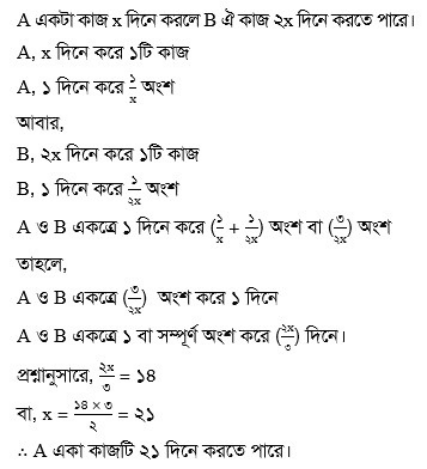 A একটা কাজ x দিনে করলে B ঐ কাজ ২x দিনে করতে পারে।
A, x দিনে করে ১টি কাজ
A, ১ দিনে করে ১/x অংশ
আবার,
B, ২x দিনে করে ১টি কাজ
B, ১ দিনে করে ১/২x অংশ
A ও B একত্রে ১ দিনে করে (১/x + ১/২x) অংশ বা (৩/২x) অংশ
তাহলে,
A ও B একত্রে (৩/২x) অংশ করে ১ দিনে
A ও B একত্রে ১ বা সম্পূর্ণ অংশ করে (২x/৩) দিনে।
প্রশ্নানুসারে, ২x/৩ = ১৪
বা, x = ১৪ × ৩/২ = ২১
∴ A একা কাজটি ২১ দিনে করতে পারে।